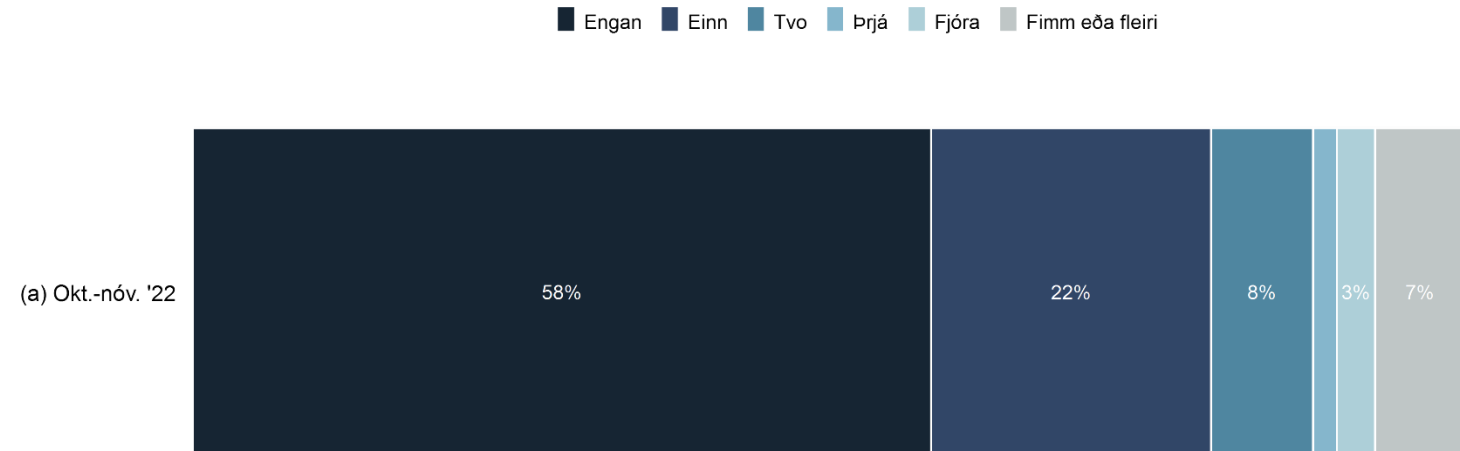 Engan Einn Tvo Þrjá Fjóra Fimm eða fleiri
(a) Okt.-nóv. '22 58% 22% 8% 3% 7%